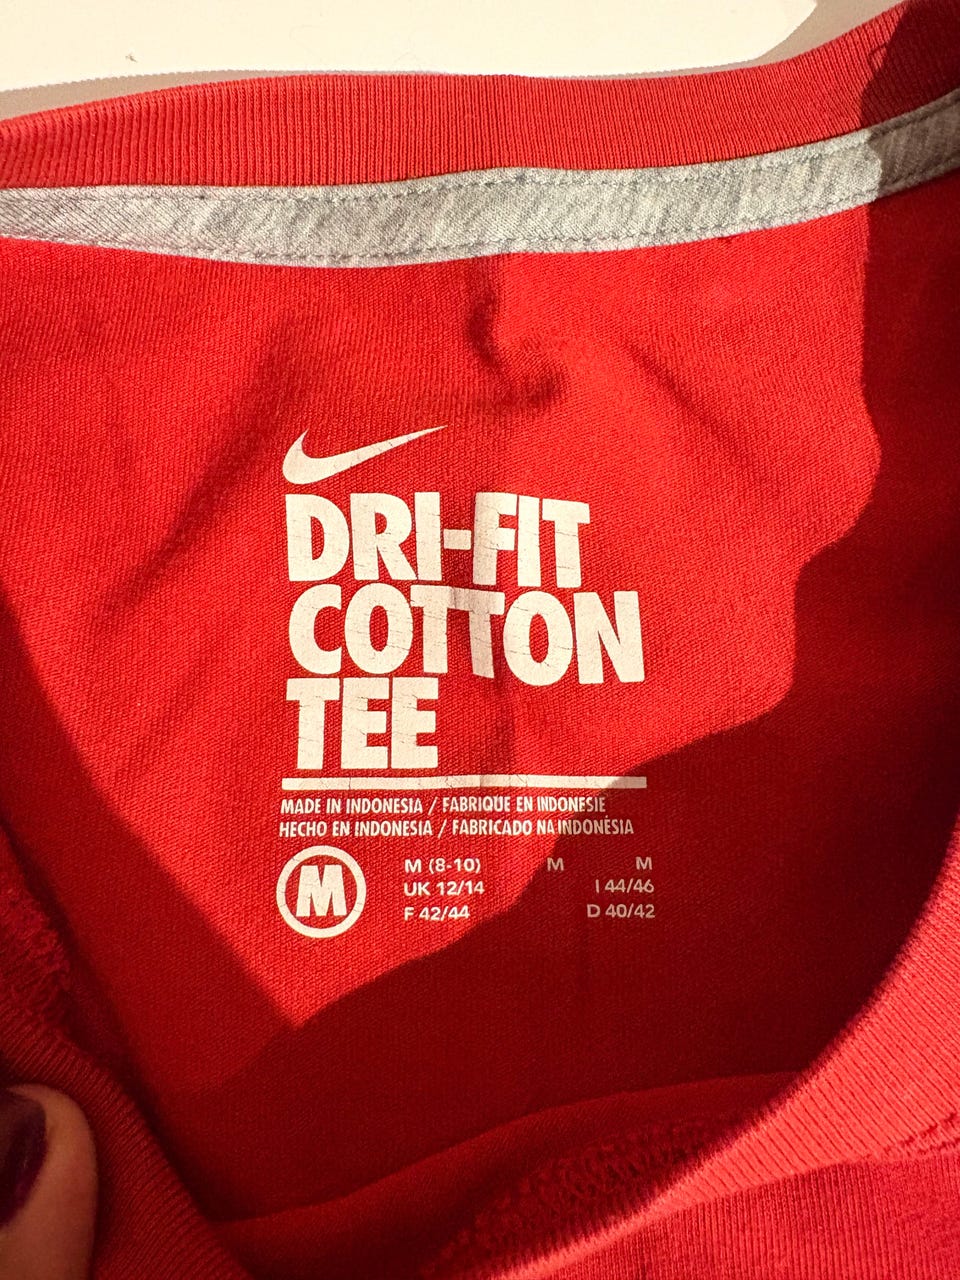 DRI-FIT
COTTON
TEE
MADE IN INDONESIA / FABRIQUE EN INDONESIE
HECHO EN INDONESIA / FABRICADO NA INDONÉSIA
M
M (8-10) M M
UK 12/14 I 44/46
F 42/44 D 40/42